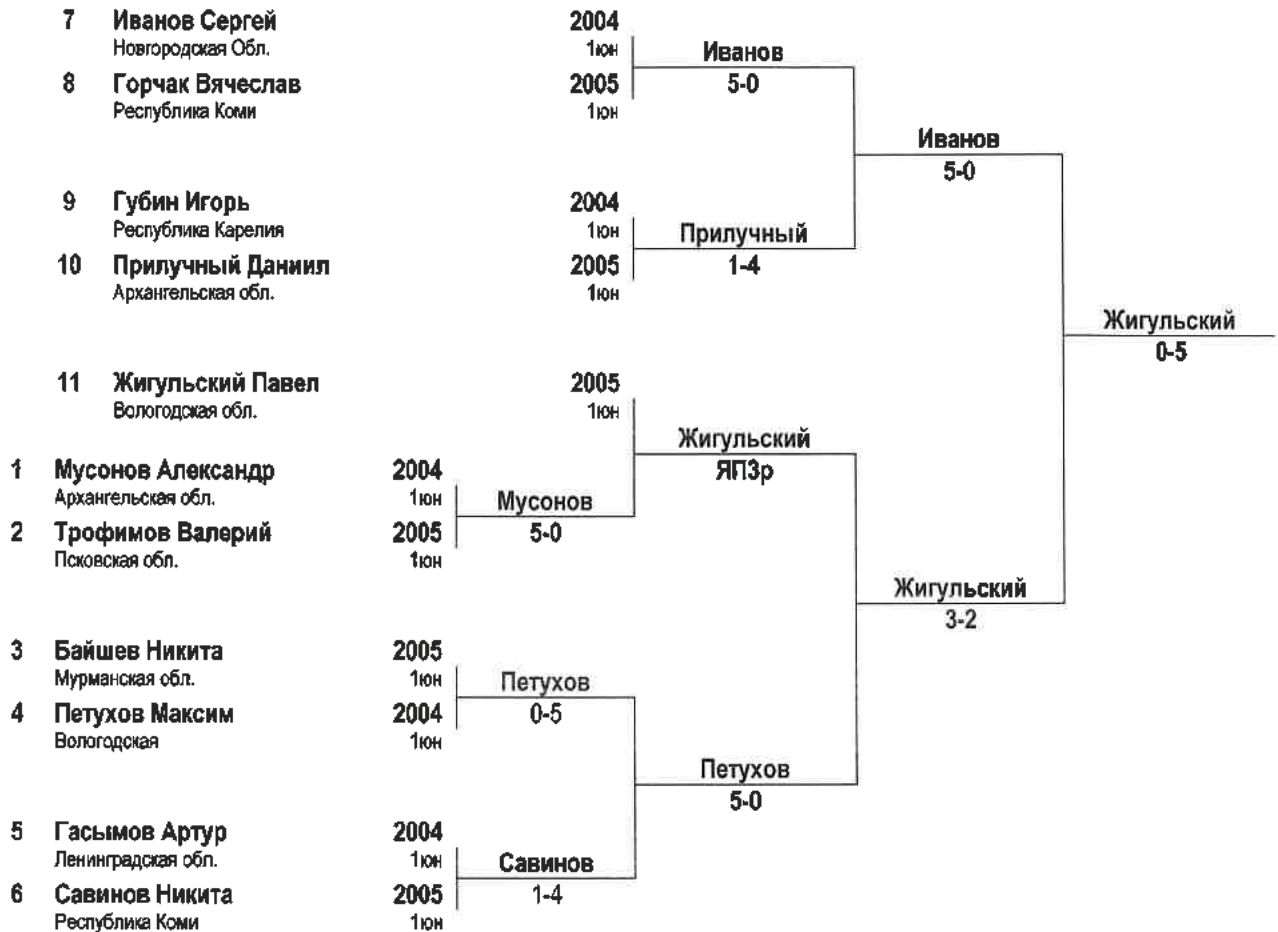 7 Иванов Сергей 2004
Новгородская Обл. 1юн
Иванов
8 Горчак Вячеслав 2005
5-0
Республика Коми 1юн
Иванов
5-0
9 Губин Игорь 2004
Республика Карелия 1юн
Прилучный
10 Прилучный Даниил 2005
1-4
Архангельская обл. 1юн
Жигульский
0-5
11 Жигульский Павел 2005
Вологодская обл. 1юн
Жигульский
ЯП3р
1 Мусонов Александр 2004
Архангельская обл. 1юн
Мусонов
2 Трофимов Валерий 2005
5-0
Псковская обл. 1юн
Жигульский
3-2
3 Байшев Никита 2005
Мурманская обл. 1юн
Петухов
4 Петухов Максим 2004
0-5
Вологодская 1юн
Петухов
5-0
5 Гасымов Артур 2004
Ленинградская обл. 1юн
Савинов
6 Савинов Никита 2005
1-4
Республика Коми 1юн